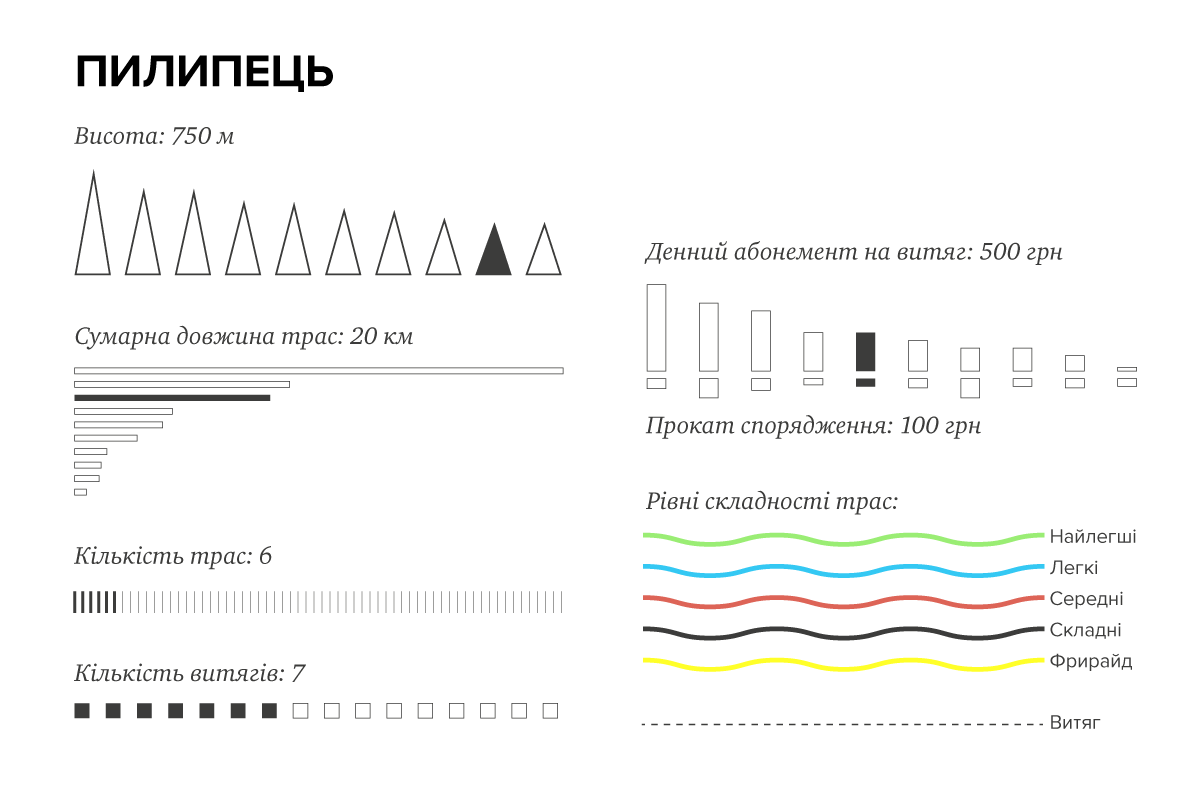 ПИЛИПЕЦЬ
Висота: 750 м
Сумарна довжина трас: 20 км
Кількість трас: 6
Кількість витягів: 7
Денний абонемент на витяг: 500 грн
Прокат спорядження: 100 грн
Рівні складності трас:
Найлегші
Легкі
Середні
Складні
Фрирайд
Витяг